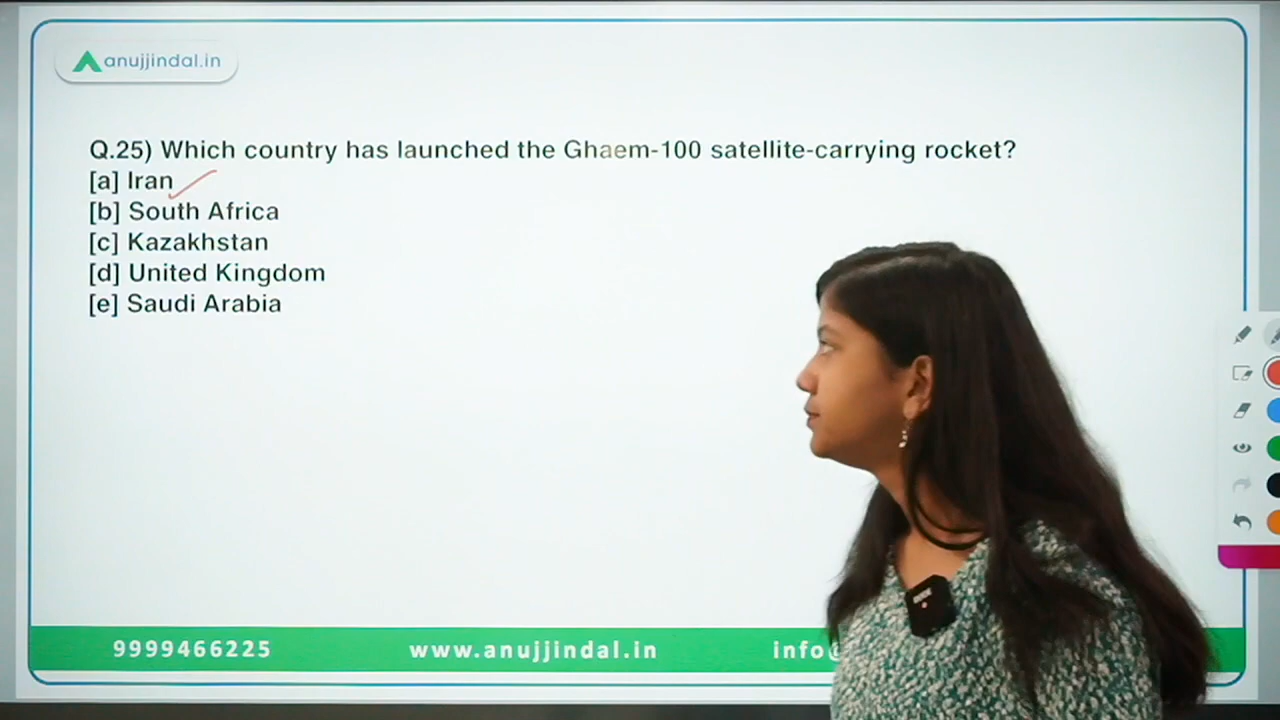 anujjindal.in
Q.25) Which country has launched the Ghaem-100 satellite-carrying rocket?
[a] Iran
[b] South Africa
[c] Kazakhstan
[d] United Kingdom
[e] Saudi Arabia
9999466225 www.anujjindal.in info@